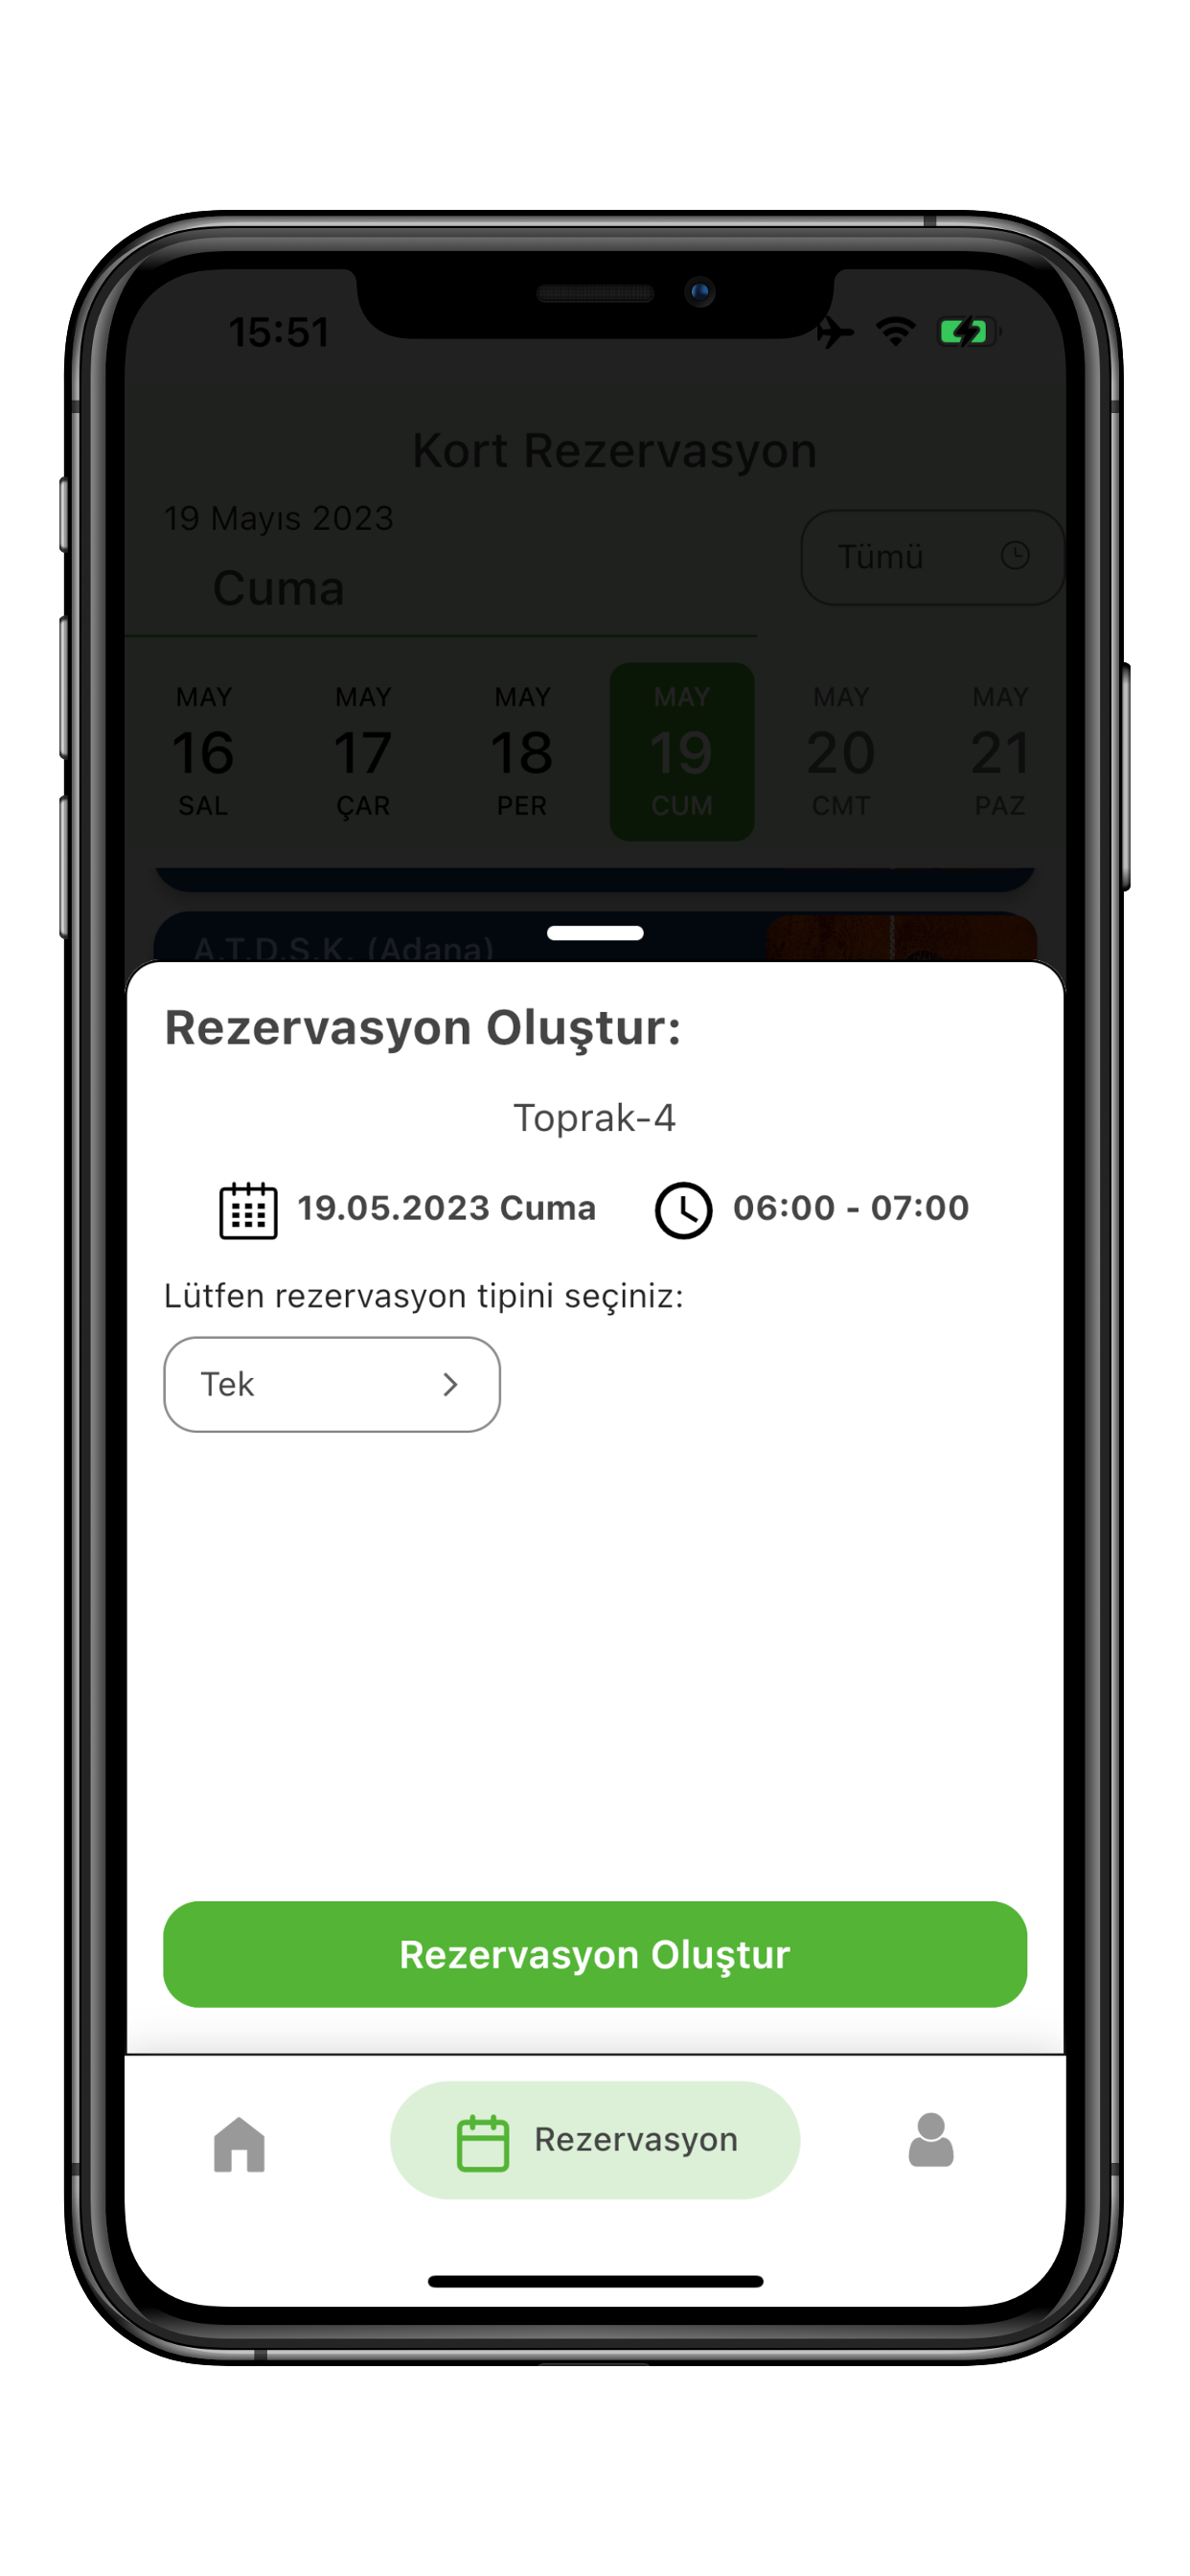 15:51
Kort Rezervasyon
19 Mayıs 2023
Tümü
Cuma
MAY MAY MAY MAY MAY MAY
16 17 18 19 20 21
SAL ÇAR PER CUM CMT PAZ
A.T.D.S.K. (Adana)
Rezervasyon Oluştur:
Toprak-4
19.05.2023 Cuma 06:00 - 07:00
Lütfen rezervasyon tipini seçiniz:
Tek
Rezervasyon Oluştur
Rezervasyon